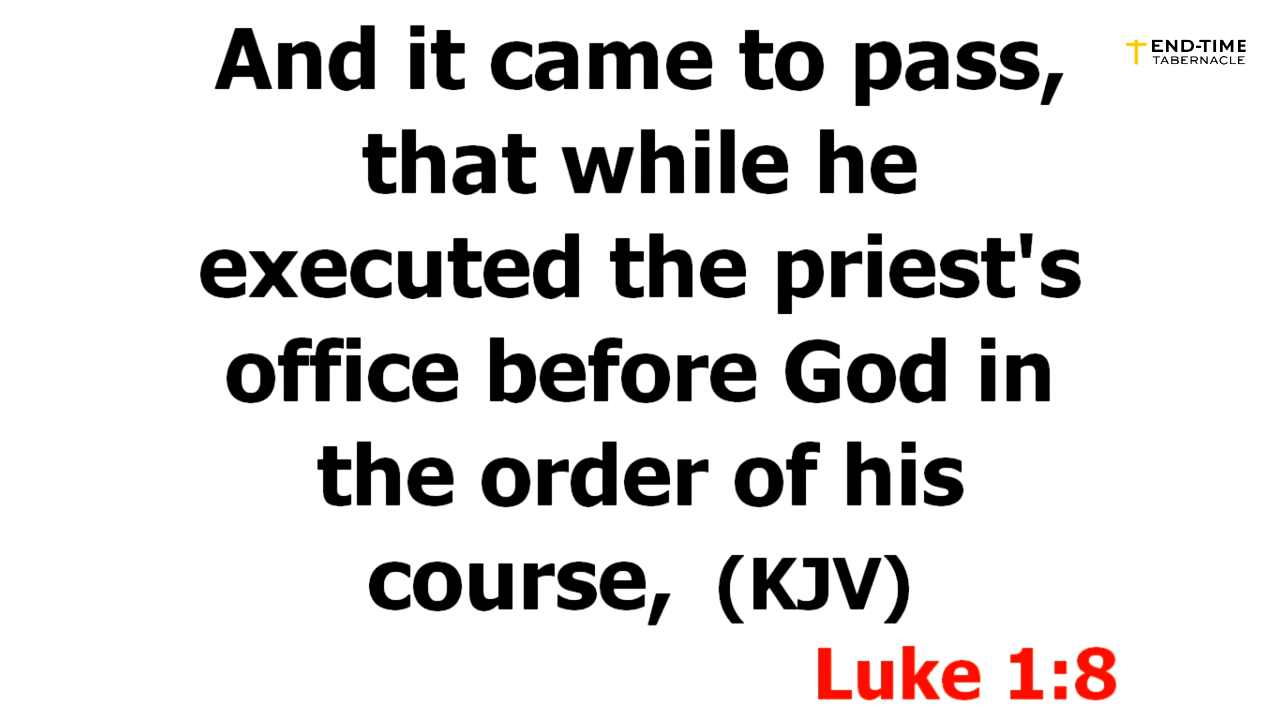 And it came to pass,
that while he
executed the priest's
office before God in
the order of his
course, (KJV)
Luke 1:8
END-TIME
TABERNACLE